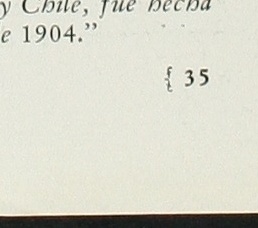 y Chile, fue hecha
e 1904.”
{ 35